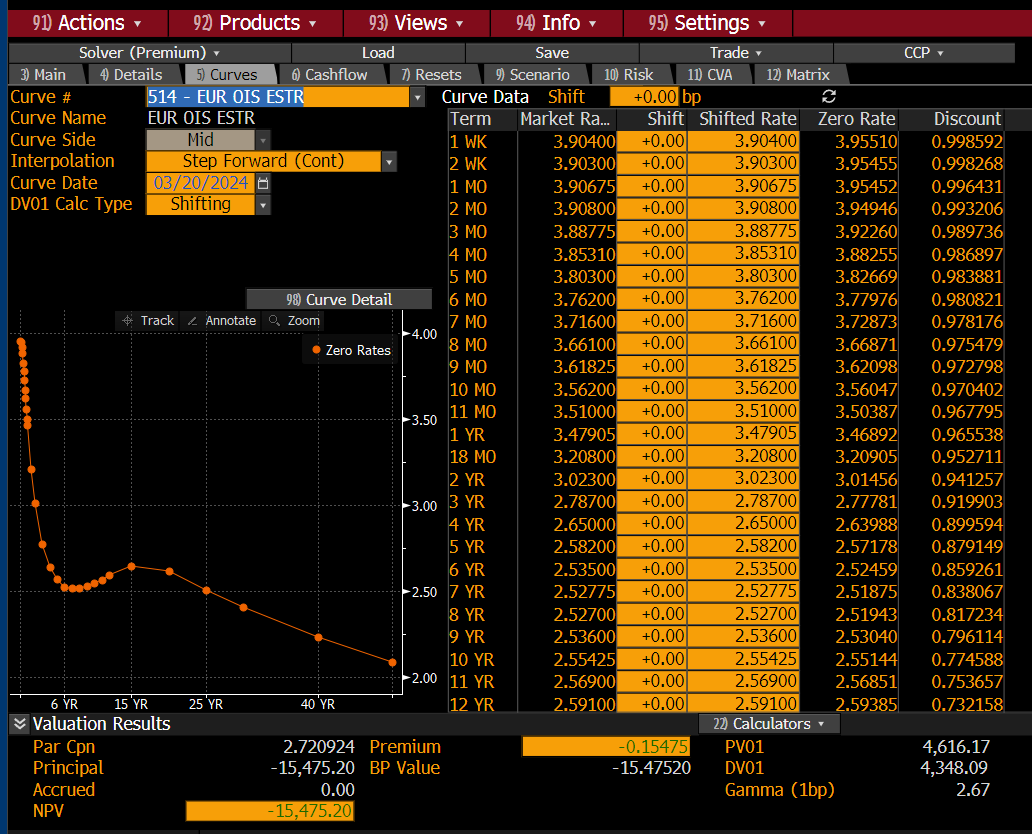 91) Actions 92) Products 93) Views 94) Info 95) Settings
Solver (Premium) Load Save Trade CCP
3) Main 4) Details 5) Curves 6) Cashflow 7) Resets 9) Scenario 10) Risk 11) CVA 12) Matrix
Curve # 514 - EUR OIS ESTR
Curve Name EUR OIS ESTR
Curve Side Mid
Interpolation Step Forward (Cont)
Curve Date 03/20/2024
DV01 Calc Type Shifting
98) Curve Detail
Track Annotate Zoom
Zero Rates
4.00
3.50
3.00
2.50
2.00
6 YR 15 YR 25 YR 40 YR
Curve Data Shift +0.00 bp
Term Market Ra... Shift Shifted Rate Zero Rate Discount
1 WK 3.90400 +0.00 3.90400 3.95510 0.998592
2 WK 3.90300 +0.00 3.90300 3.95455 0.998268
1 MO 3.90675 +0.00 3.90675 3.95452 0.996431
2 MO 3.90800 +0.00 3.90800 3.94946 0.993206
3 MO 3.88775 +0.00 3.88775 3.92260 0.989736
4 MO 3.85310 +0.00 3.85310 3.88255 0.986897
5 MO 3.80300 +0.00 3.80300 3.82669 0.983881
6 MO 3.76200 +0.00 3.76200 3.77976 0.980821
7 MO 3.71600 +0.00 3.71600 3.72873 0.978176
8 MO 3.66100 +0.00 3.66100 3.66871 0.975479
9 MO 3.61825 +0.00 3.61825 3.62098 0.972798
10 MO 3.56200 +0.00 3.56200 3.56047 0.970402
11 MO 3.51000 +0.00 3.51000 3.50387 0.967795
1 YR 3.47905 +0.00 3.47905 3.46892 0.965538
18 MO 3.20800 +0.00 3.20800 3.20905 0.952711
2 YR 3.02300 +0.00 3.02300 3.01456 0.941257
3 YR 2.78700 +0.00 2.78700 2.77781 0.919903
4 YR 2.65000 +0.00 2.65000 2.63988 0.899594
5 YR 2.58200 +0.00 2.58200 2.57178 0.879149
6 YR 2.53500 +0.00 2.53500 2.52459 0.859261
7 YR 2.52775 +0.00 2.52775 2.51875 0.838067
8 YR 2.52700 +0.00 2.52700 2.51943 0.817234
9 YR 2.53600 +0.00 2.53600 2.53040 0.796114
10 YR 2.55425 +0.00 2.55425 2.55144 0.774588
11 YR 2.56900 +0.00 2.56900 2.56851 0.753657
12 YR 2.59100 +0.00 2.59100 2.59385 0.732158
Valuation Results 22) Calculators
Par Cpn 2.720924 Premium -0.15475 PV01 4,616.17
Principal -15,475.20 BP Value -15.47520 DV01 4,348.09
Accrued 0.00 Gamma (1bp) 2.67
NPV -15,475.20